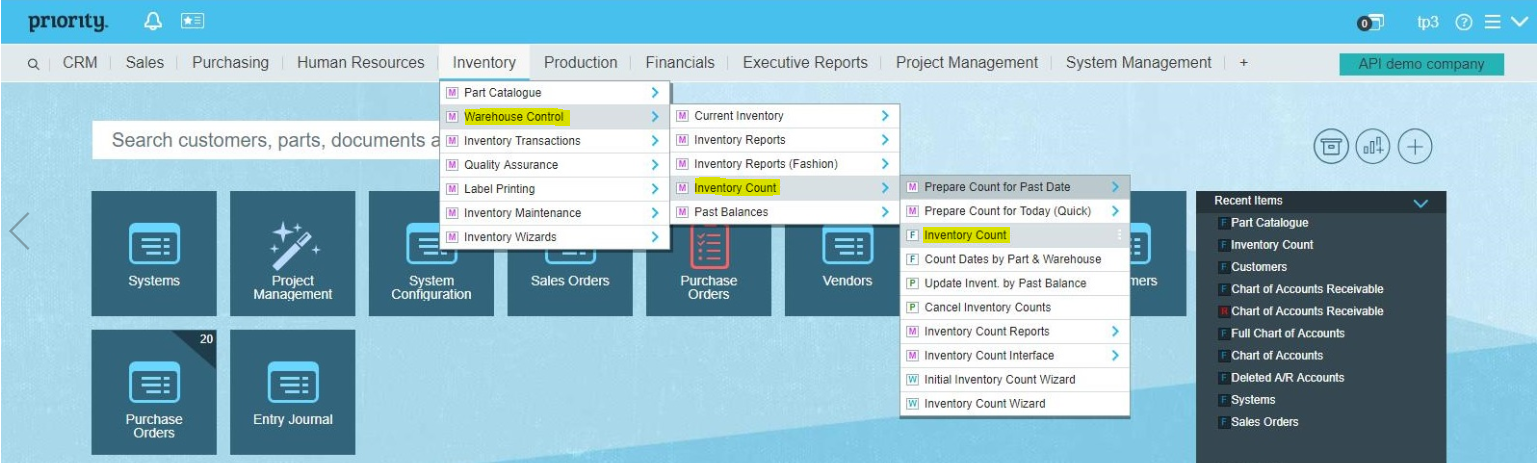 priority.
0
tp3
CRM
Sales
Purchasing
Human Resources
Inventory
Production
Financials
Executive Reports
Project Management
System Management
+
API demo company
Search customers, parts, documents a
M Part Catalogue
M Warehouse Control
M Inventory Transactions
M Quality Assurance
M Label Printing
M Inventory Maintenance
M Inventory Wizards
M Current Inventory
M Inventory Reports
M Inventory Reports (Fashion)
M Inventory Count
M Past Balances
M Prepare Count for Past Date
M Prepare Count for Today (Quick)
F Inventory Count
F Count Dates by Part & Warehouse
P Update Invent. by Past Balance
P Cancel Inventory Counts
M Inventory Count Reports
M Inventory Count Interface
W Initial Inventory Count Wizard
W Inventory Count Wizard
Systems
Project
Management
System
Configuration
Sales Orders
Purchase
Orders
Vendors
mers
20
Purchase
Orders
Entry Journal
Recent Items
F Part Catalogue
F Inventory Count
F Customers
F Chart of Accounts Receivable
R Chart of Accounts Receivable
F Full Chart of Accounts
F Chart of Accounts
F Deleted A/R Accounts
F Systems
F Sales Orders